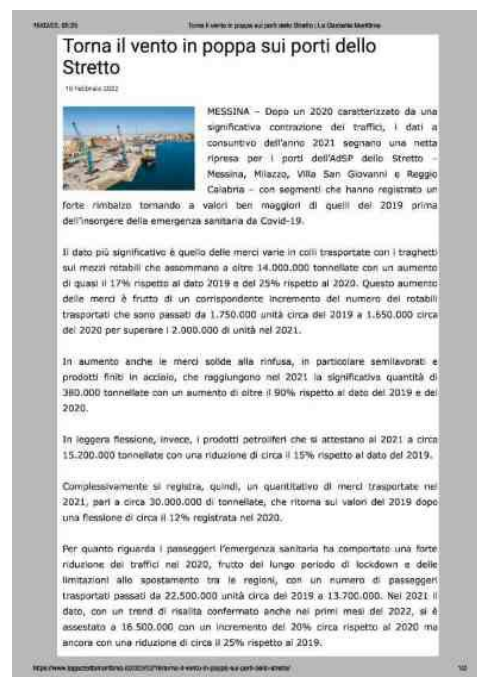 Torna il vento in poppa sui porti dello Stretto | La Gazzetta Marittima
Torna il vento in poppa sui porti dello
Stretto
febbraio 2022
MESSINA – Dopo un 2020 caratterizzato da una
significativa contrazione dei traffici, i dati a
consuntivo dell'anno 2021 segnano una netta
ripresa per i porti dell'AdSP dello Stretto –
Messina, Milazzo, Villa San Giovanni e Reggio
Calabria – con segmenti che hanno registrato un
forte rimbalzo tornando a valori ben maggiori di quelli del 2019 prima
dell'insorgere della emergenza sanitaria da Covid-19.
Il dato più significativo è quello delle merci varie in colli trasportate con i traghetti
sui mezzi rotabili che assommano a oltre 14.000.000 tonnellate con un aumento
di quasi il 17% rispetto al dato 2019 e del 25% rispetto al 2020. Questo aumento
delle merci è frutto di un corrispondente incremento del numero dei rotabili
trasportati che sono passati da 1.750.000 unità circa del 2019 a 1.650.000 circa
del 2020 per superare i 2.000.000 di unità nel 2021.
In aumento anche le merci solide alla rinfusa, in particolare semilavorati e
prodotti finiti in acciaio, che raggiungono nel 2021 la significativa quantità di
380.000 tonnellate con un aumento di oltre il 90% rispetto al dato del 2019 e del
2020.
In leggera flessione, invece, i prodotti petroliferi che si attestano al 2021 a circa
15.200.000 tonnellate con una riduzione di circa il 15% rispetto al dato del 2019.
Complessivamente si registra, quindi, un quantitativo di merci trasportate nel
2021, pari a circa 30.000.000 di tonnellate, che ritorna sui valori del 2019 dopo
una flessione di circa il 12% registrata nel 2020.
Per quanto riguarda i passeggeri l'emergenza sanitaria ha comportato una forte
riduzione dei traffici nel 2020, frutto del lungo periodo di lockdown e delle
limitazioni allo spostamento tra le regioni, con un numero di passeggeri
trasportati passati da 22.500.000 unità circa del 2019 a 13.700.000. Nel 2021 il
dato, con un trend di risalita confermato anche nei primi mesi del 2022, si è
assestato a 16.500.000 con un incremento del 20% circa rispetto al 2020 ma
ancora con una riduzione di circa il 25% rispetto al 2019.